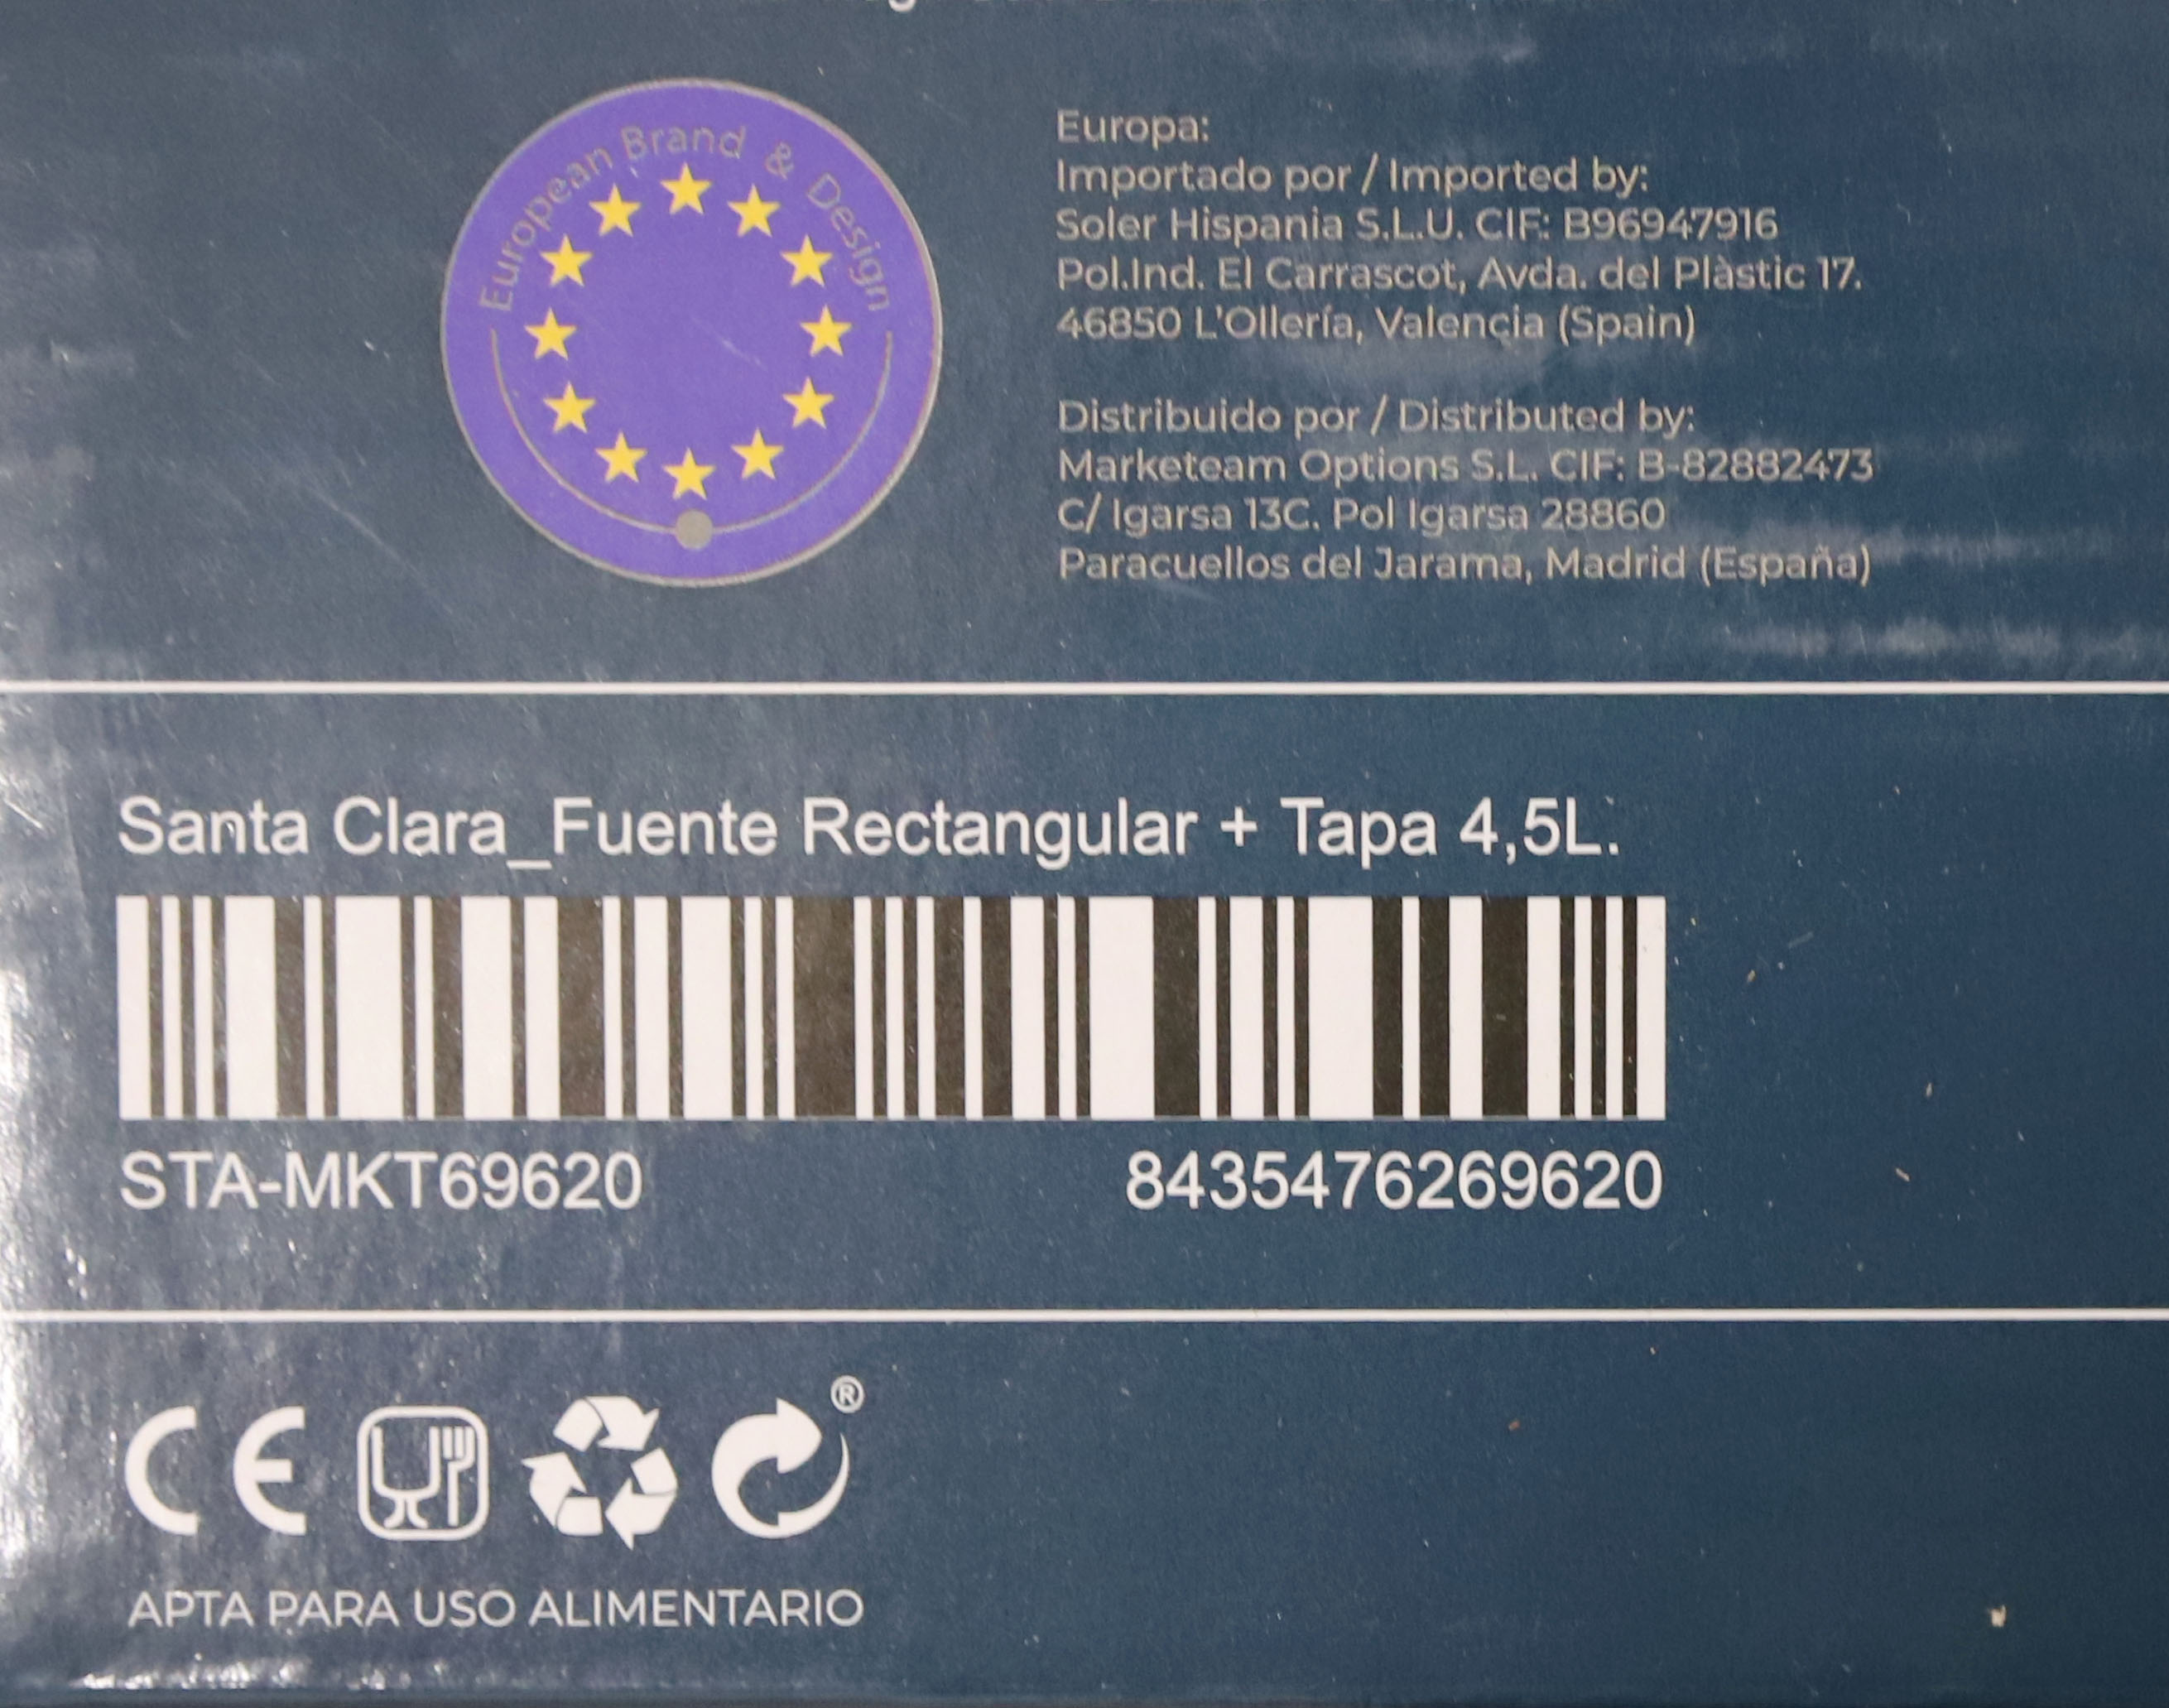 European Brand & Design
Europa:
Importado por / Imported by:
Soler Hispania S.L.U. CIF: B96947916
Pol.Ind. El Carrascot, Avda. del Plàstic 17.
46850 L'Ollería, Valencia (Spain)
Distribuido por / Distributed by:
Marketeam Options S.L. CIF: B-82882473
C/ Igarsa 13C. Pol Igarsa 28860
Paracuellos del Jarama, Madrid (España)
Santa Clara_Fuente Rectangular + Tapa 4,5L.
STA-MKT69620 8435476269620
CE ®
APTA PARA USO ALIMENTARIO